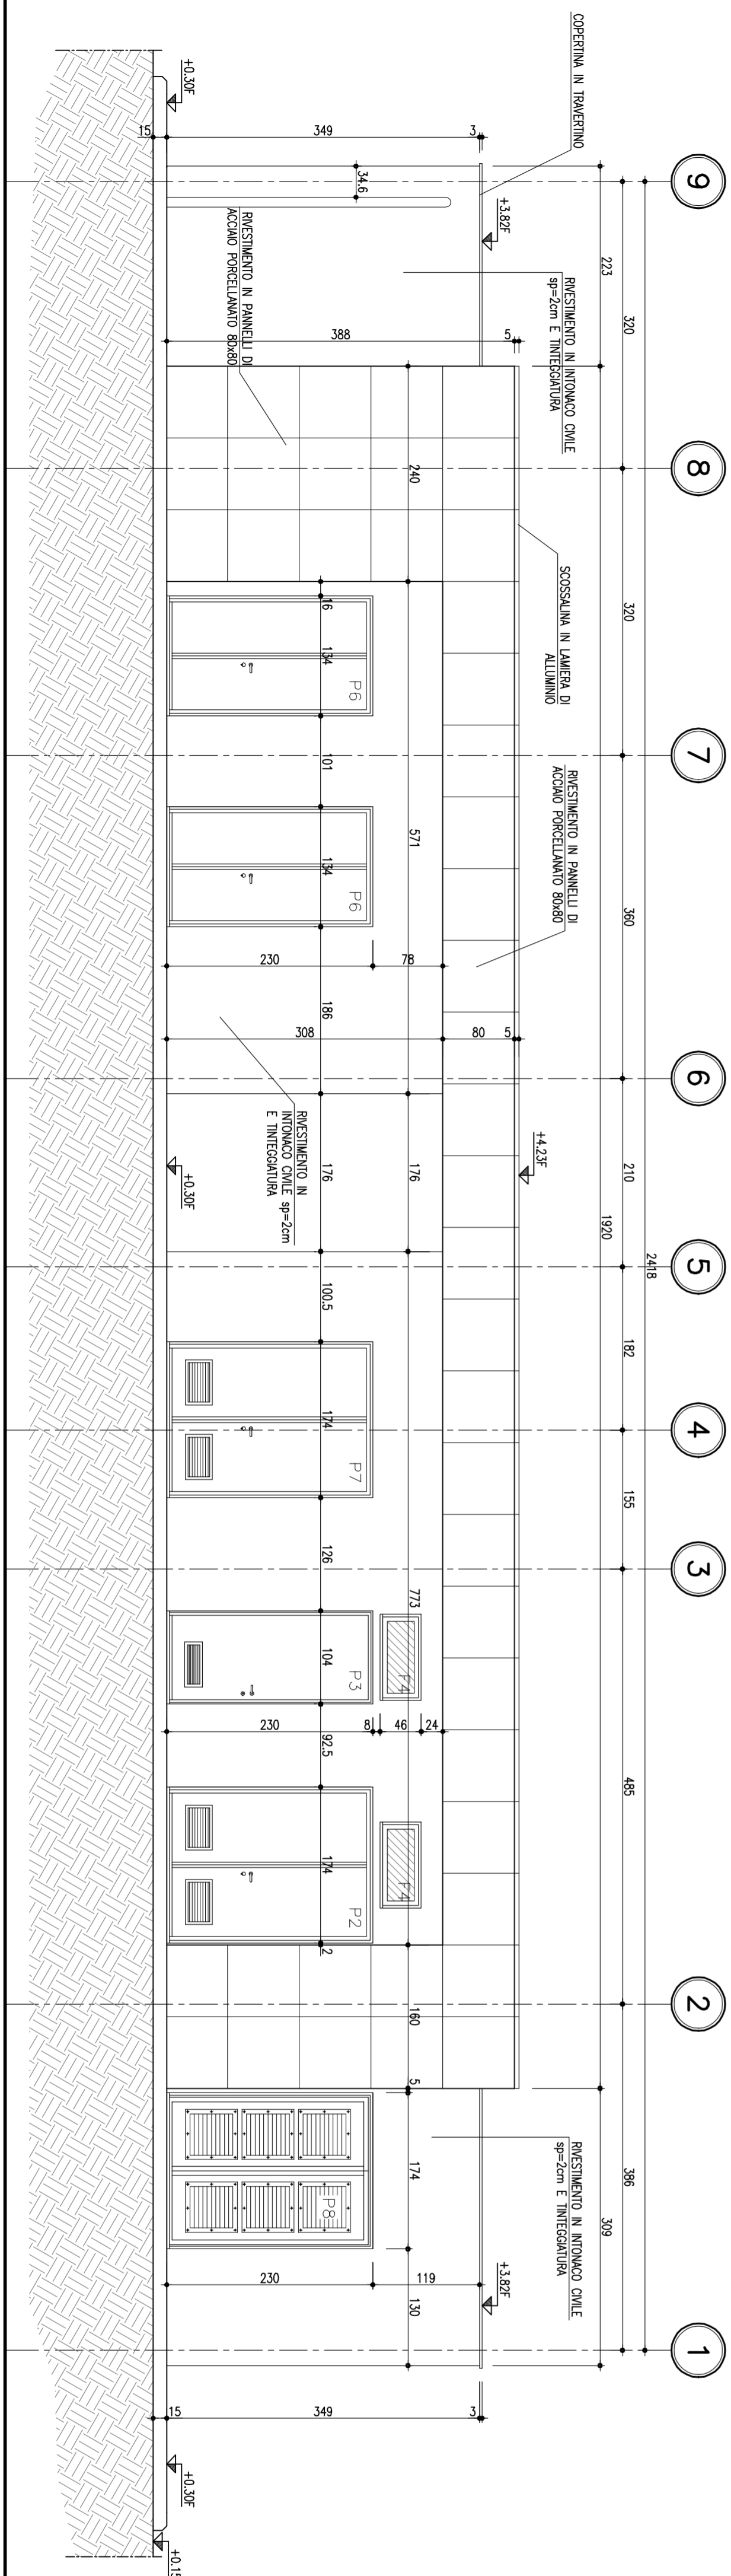 9
8
7
6
5
4
3
2
1
2418
320
320
360
210
182
155
485
386
223
1920
309
COPERTINA IN TRAVERTINO
RIVESTIMENTO IN INTONACO CIVILE
sp=2cm E TINTEGGIATURA
SCOSSALINA IN LAMIERA DI
ALLUMINIO
RIVESTIMENTO IN PANNELLI DI
ACCIAIO PORCELLANATO 80x80
RIVESTIMENTO IN INTONACO CIVILE
sp=2cm E TINTEGGIATURA
+3.82F
+4.23F
+3.82F
3
5
5
3
349
34.6
388
80
78
308
230
24
46
8
230
119
230
349
240
571
176
773
160
5
174
130
16
134
101
134
186
176
100.5
174
126
104
92.5
174
2
P6
P6
P7
P3
F4
P2
F4
P8
RIVESTIMENTO IN PANNELLI DI
ACCIAIO PORCELLANATO 80x80
RIVESTIMENTO IN
INTONACO CIVILE sp=2cm
E TINTEGGIATURA
+0.30F
+0.30F
+0.30F
15
15